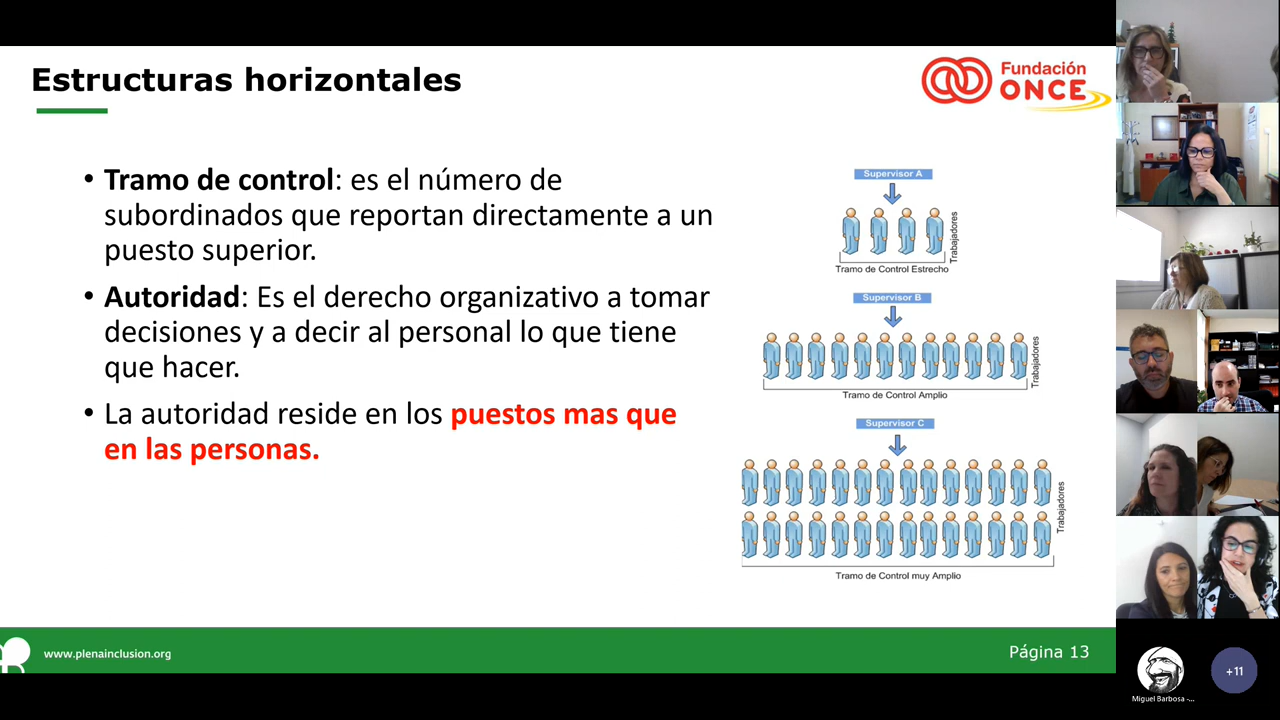 Estructuras horizontales
Fundación
ONCE
• Tramo de control: es el número de
subordinados que reportan directamente a un
puesto superior.
• Autoridad: Es el derecho organizativo a tomar
decisiones y a decir al personal lo que tiene
que hacer.
• La autoridad reside en los puestos mas que
en las personas.
Supervisor A
Trabajadores
Tramo de Control Estrecho
Supervisor B
Trabajadores
Tramo de Control Amplio
Supervisor C
Trabajadores
Tramo de Control muy Amplio
www.plenainclusion.org
Página 13
Miguel Barbosa -...
+11